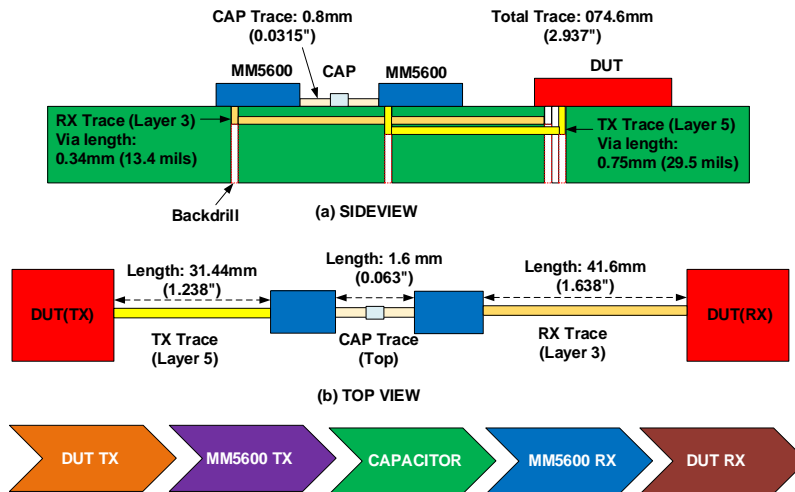 CAP Trace: 0.8mm
(0.0315")
Total Trace: 074.6mm
(2.937")
MM5600
CAP
MM5600
DUT
RX Trace (Layer 3)
Via length:
0.34mm (13.4 mils)
TX Trace (Layer 5)
Via length:
0.75mm (29.5 mils)
Backdrill
(a) SIDEVIEW
Length: 31.44mm
(1.238")
Length: 1.6 mm
(0.063")
Length: 41.6mm
(1.638")
DUT(TX)
DUT(RX)
TX Trace
(Layer 5)
CAP Trace
(Top)
RX Trace
(Layer 3)
(b) TOP VIEW
DUT TX
MM5600 TX
CAPACITOR
MM5600 RX
DUT RX